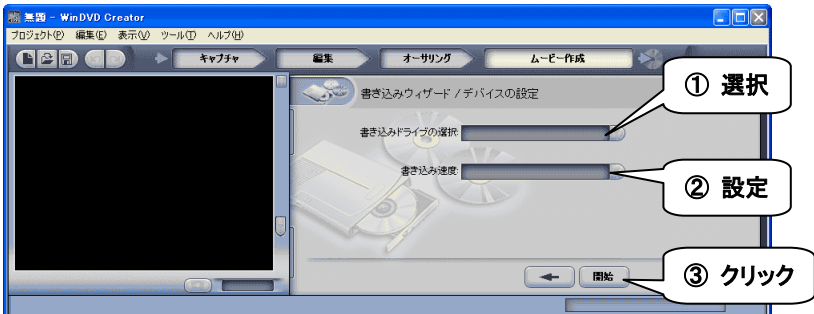 無題 - WinDVD Creator
プロジェクト(P) 編集(E) 表示(V) ツール(T) ヘルプ(H)
キャプチャ 編集 オーサリング ムービー作成
書き込みウィザード / デバイスの設定
① 選択
書き込みドライブの選択:
書き込み速度:
② 設定
開始
③ クリック